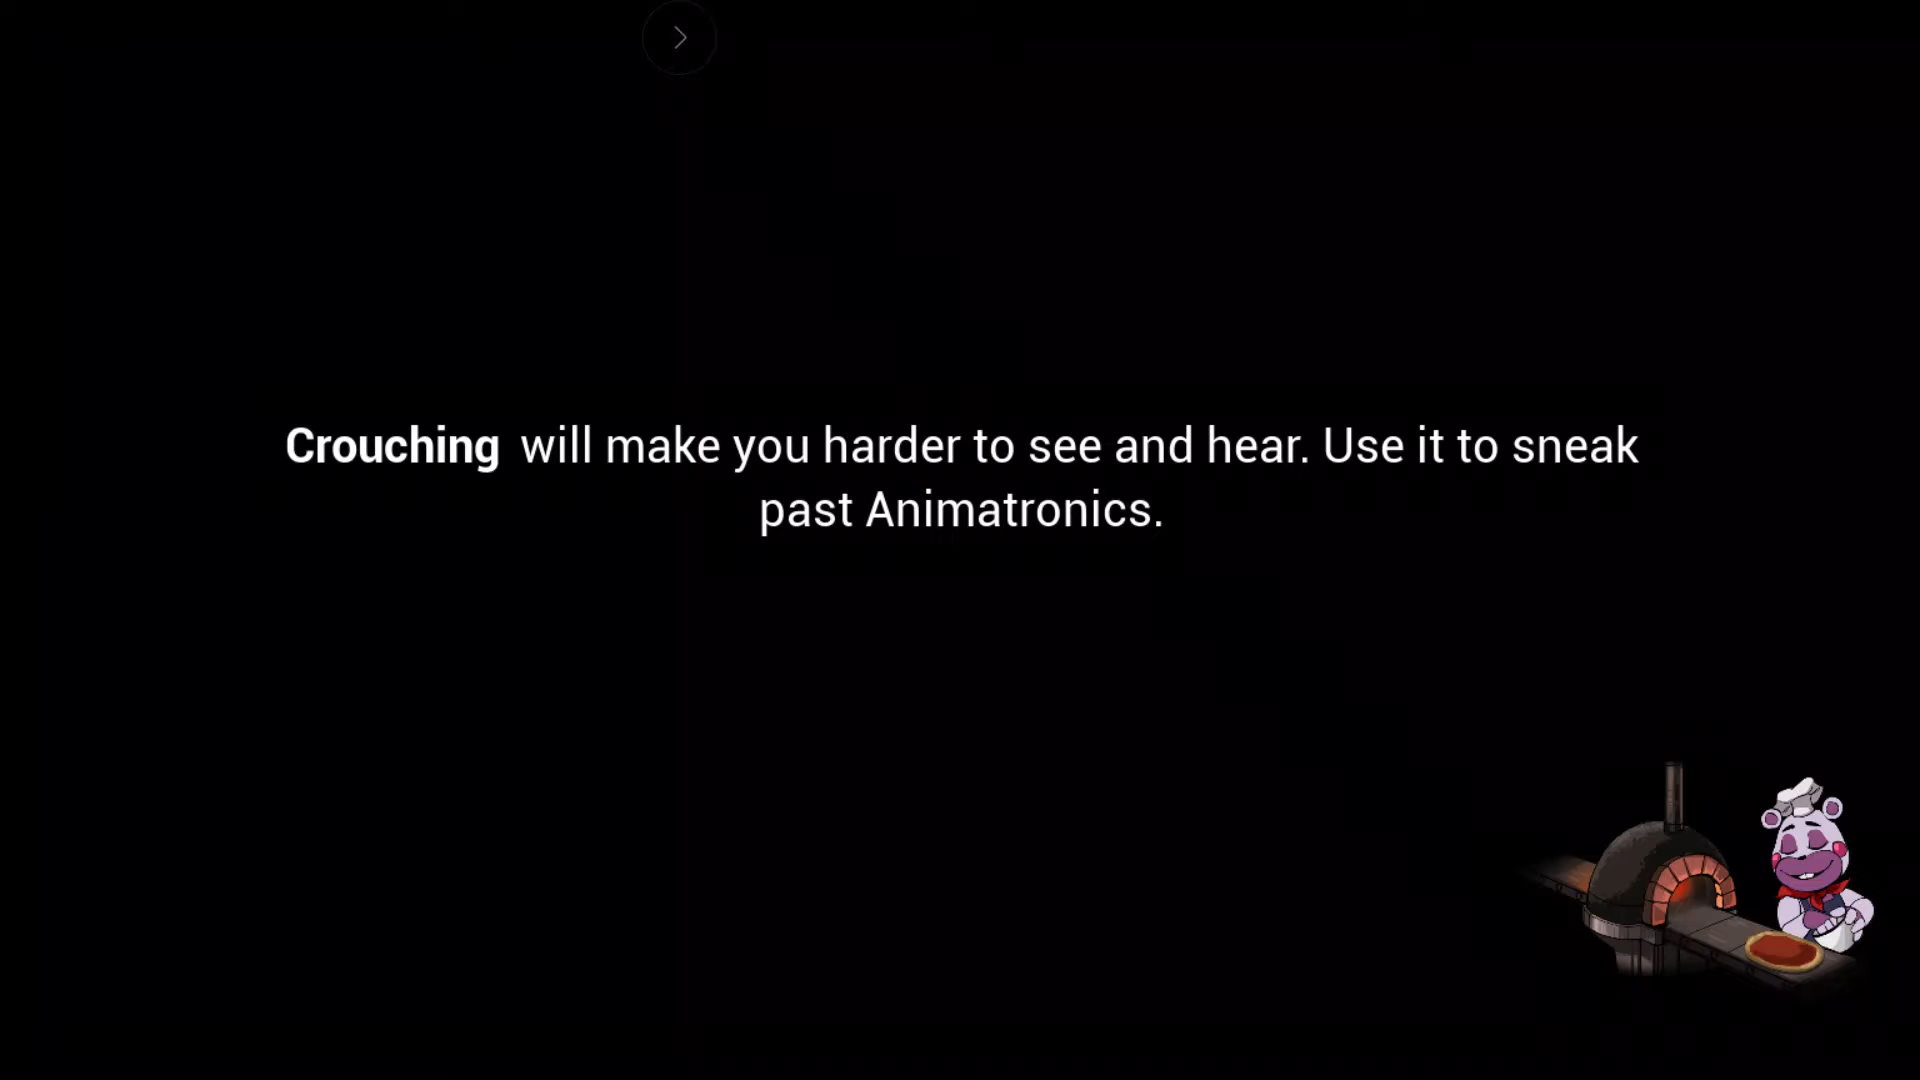 Crouching will make you harder to see and hear. Use it to sneak
past Animatronics.